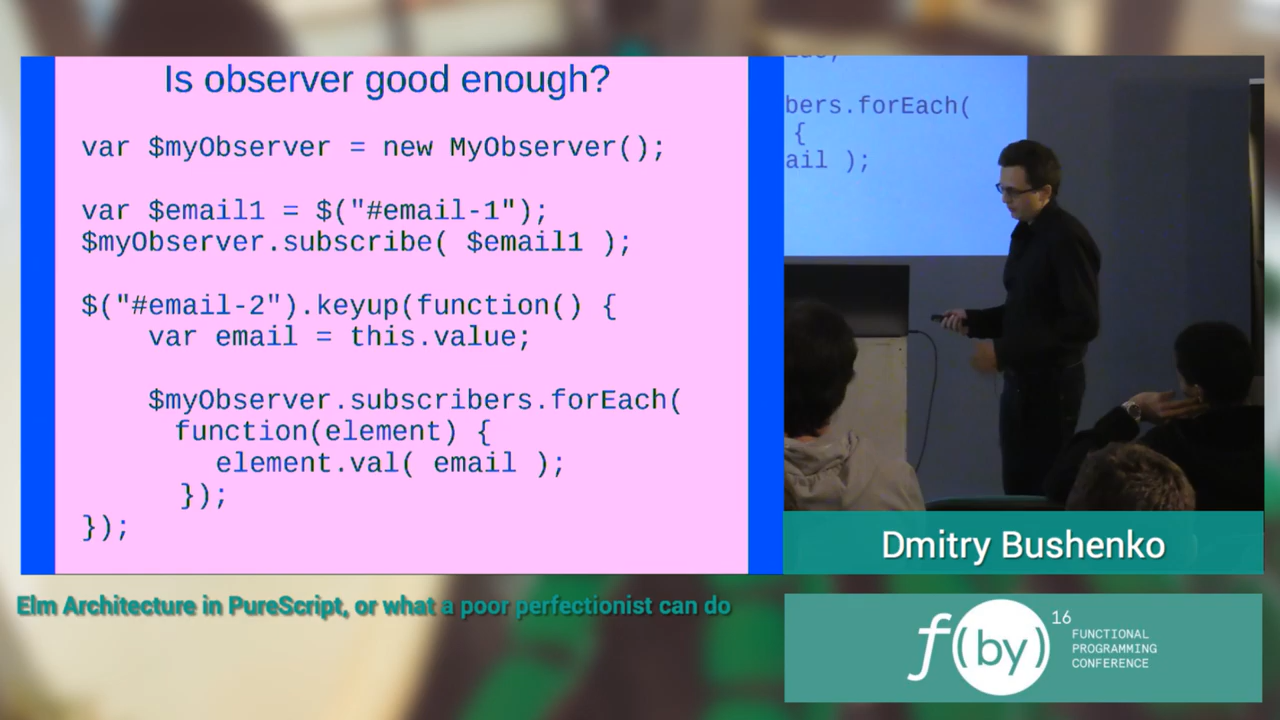 Is observer good enough?
var $myObserver = new MyObserver();
var $email1 = $("#email-1");
$myObserver.subscribe( $email1 );
$("#email-2").keyup(function() {
var email = this.value;
$myObserver.subscribers.forEach(
function(element) {
element.val( email );
});
});
bers.forEach(
{
ail );
Dmitry Bushenko
Elm Architecture in PureScript, or what a poor perfectionist can do
f(by) 16
FUNCTIONAL
PROGRAMMING
CONFERENCE